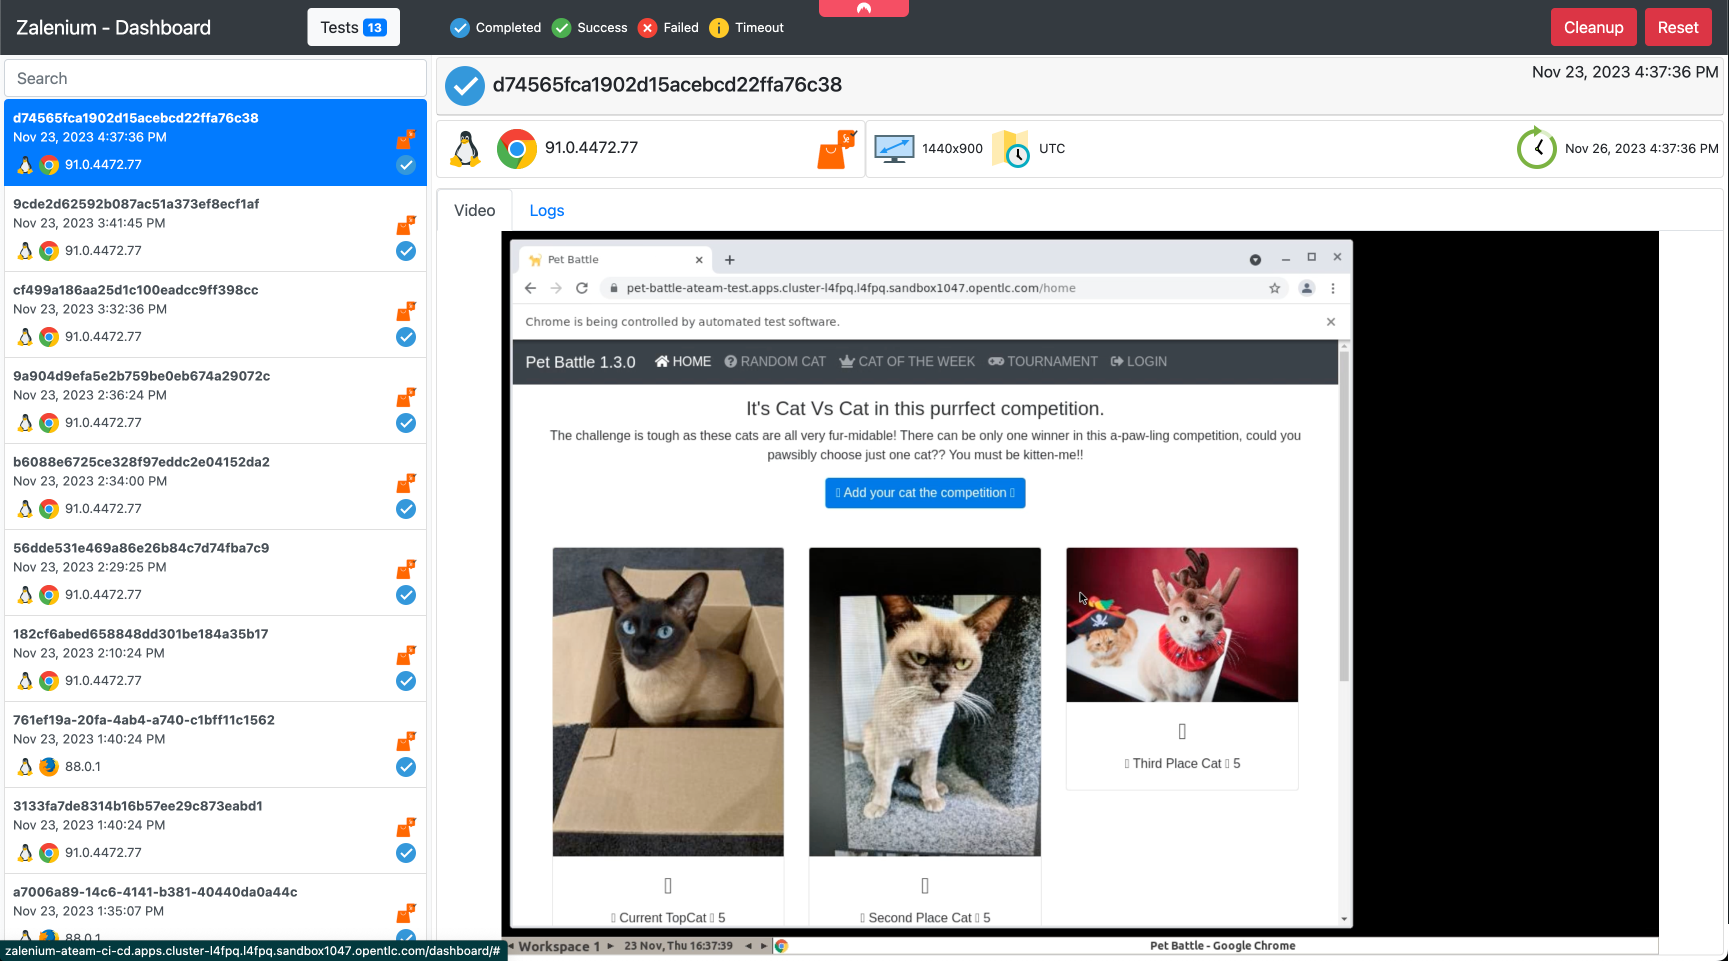 Zalenium - Dashboard
Tests 13
Completed
Success
Failed
Timeout
Cleanup
Reset
Search
d74565fca1902d15acebcd22ffa76c38
Nov 23, 2023 4:37:36 PM
91.0.4472.77
9cde2d62592b087ac51a373ef8ecf1af
Nov 23, 2023 3:41:45 PM
91.0.4472.77
cf499a186aa25d1c100eadcc9ff398cc
Nov 23, 2023 3:32:36 PM
91.0.4472.77
9a904d9efa5e2b759be0eb674a29072c
Nov 23, 2023 2:36:24 PM
91.0.4472.77
b6088e6725ce328f97eddc2e04152da2
Nov 23, 2023 2:34:00 PM
91.0.4472.77
56dde531e469a86e26b84c7d74fba7c9
Nov 23, 2023 2:29:25 PM
91.0.4472.77
182cf6abed658848dd301be184a35b17
Nov 23, 2023 2:10:24 PM
91.0.4472.77
761ef19a-20fa-4ab4-a740-c1bff11c1562
Nov 23, 2023 1:40:24 PM
88.0.1
3133fa7de8314b16b57ee29c873eabd1
Nov 23, 2023 1:40:24 PM
91.0.4472.77
a7006a89-14c6-4141-b381-40440da0a44c
Nov 23, 2023 1:35:07 PM
88.0.1
zalenium-ateam-ci-cd.apps.cluster-l4fpq.l4fpq.sandbox1047.opentlc.com/dashboard/#
d74565fca1902d15acebcd22ffa76c38
Nov 23, 2023 4:37:36 PM
91.0.4472.77
1440x900
UTC
Nov 26, 2023 4:37:36 PM
Video
Logs
Pet Battle
pet-battle-ateam-test.apps.cluster-l4fpq.l4fpq.sandbox1047.opentlc.com/home
Chrome is being controlled by automated test software.
Pet Battle 1.3.0
HOME
RANDOM CAT
CAT OF THE WEEK
TOURNAMENT
LOGIN
It's Cat Vs Cat in this purrfect competition.
The challenge is tough as these cats are all very fur-midable! There can be only one winner in this a-paw-ling competition, could you
pawsibly choose just one cat?? You must be kitten-me!!
Add your cat the competition
Third Place Cat 5
Current TopCat 5
Second Place Cat 5
Workspace 1
23 Nov, Thu 16:37:39
Pet Battle - Google Chrome